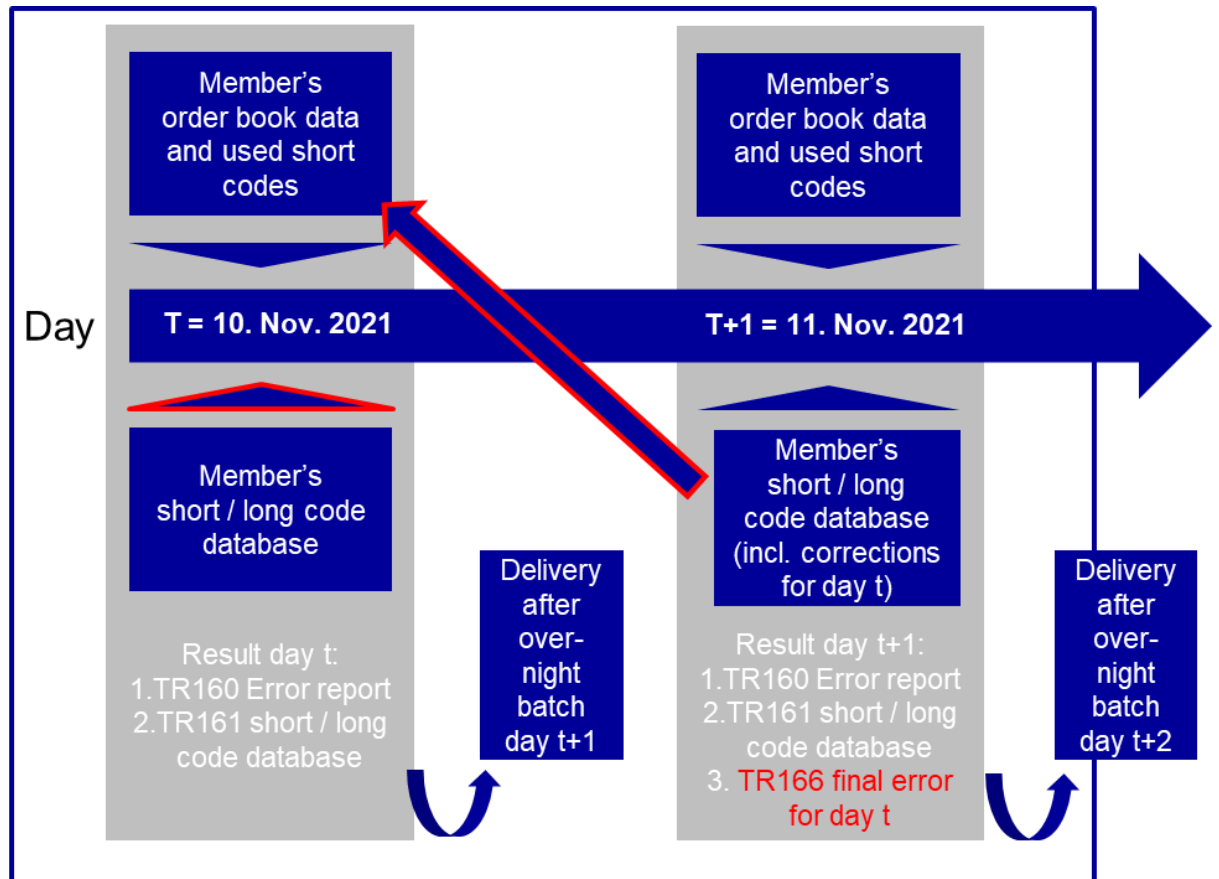 Member's
order book data
and used short
codes
Member's
order book data
and used short
codes
Day
T = 10. Nov. 2021
T+1 = 11. Nov. 2021
Member's
short / long code
database
Member's
short / long
code database
(incl. corrections
for day t)
Result day t:
1.TR160 Error report
2.TR161 short / long
code database
Delivery
after
over-
night
batch
day t+1
Result day t+1:
1.TR160 Error report
2.TR161 short / long
code database
3. TR166 final error
for day t
Delivery
after
over-
night
batch
day t+2